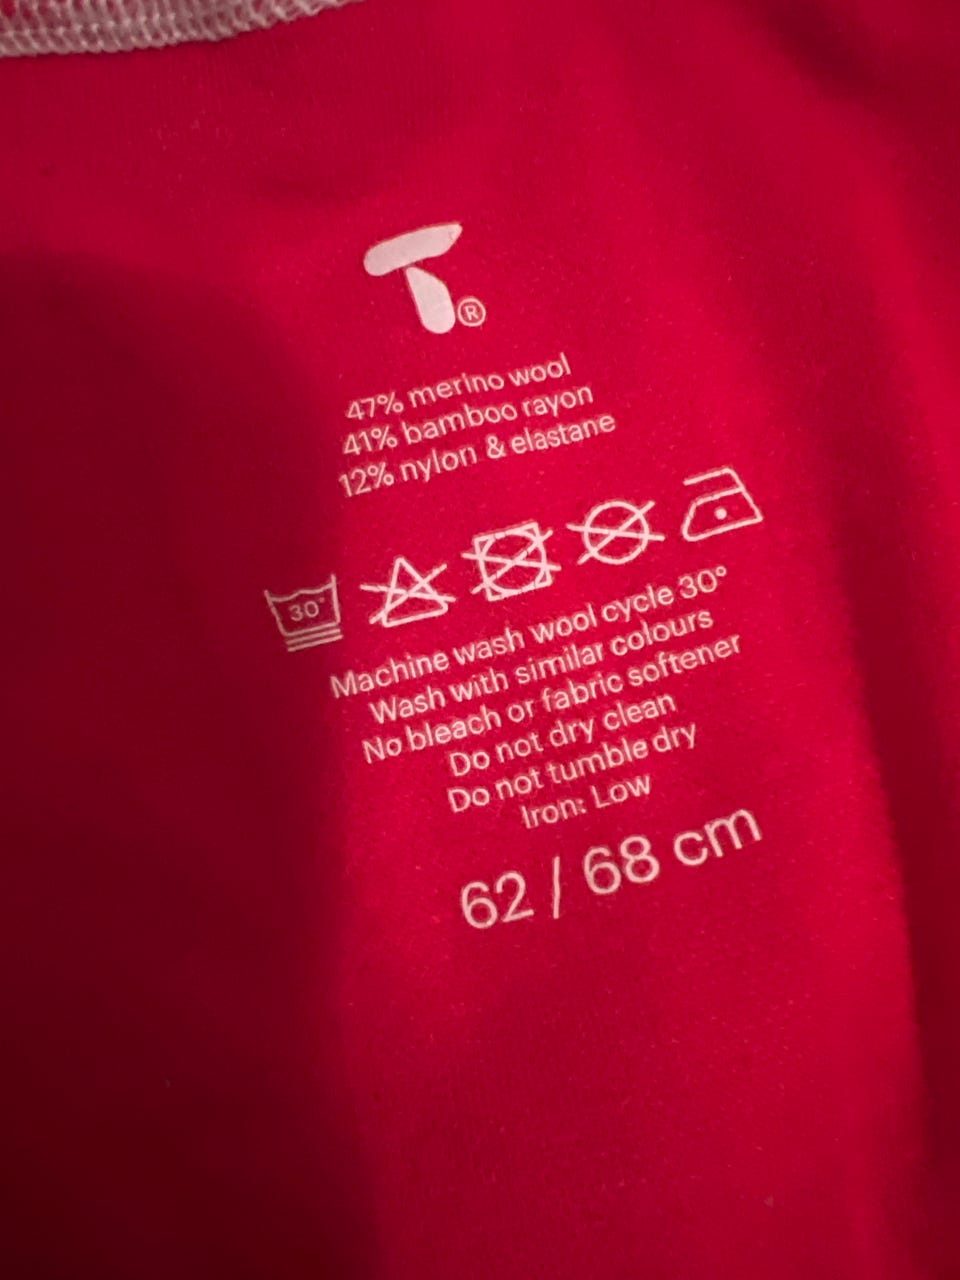 ®
47% merino wool
41% bamboo rayon
12% nylon & elastane
30°
Machine wash wool cycle 30°
Wash with similar colours
No bleach or fabric softener
Do not dry clean
Do not tumble dry
Iron: Low
62 / 68 cm